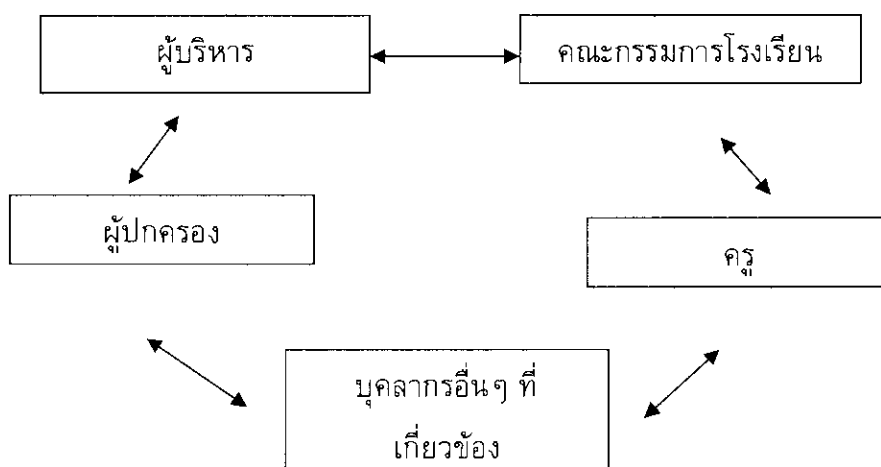 ผู้บริหาร
คณะกรรมการโรงเรียน
ผู้ปกครอง
ครู
บุคลากรอื่นๆ ที่
เกี่ยวข้อง